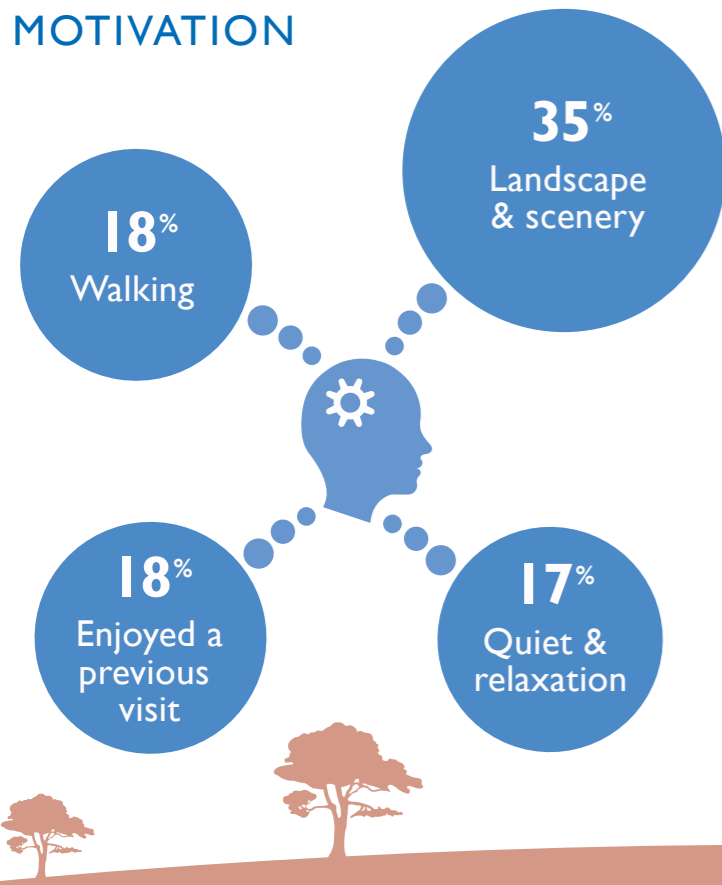 MOTIVATION
35%
Landscape
& scenery
18%
Walking
18%
Enjoyed a
previous
visit
17%
Quiet &
relaxation